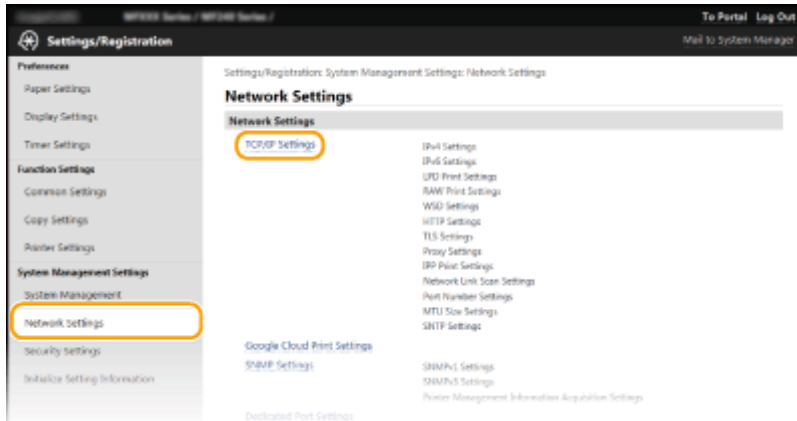 MFXXX Series / MF240 Series /
To Portal Log Out
Settings/Registration
Mail to System Manager
Preferences
Paper Settings
Display Settings
Timer Settings
Function Settings
Common Settings
Copy Settings
Printer Settings
System Management Settings
System Management
Network Settings
Security Settings
Initialize Setting Information
Settings/Registration: System Management Settings: Network Settings
Network Settings
Network Settings
TCP/IP Settings
IPv4 Settings
IPv6 Settings
LPD Print Settings
RAW Print Settings
WSD Settings
HTTP Settings
TLS Settings
Proxy Settings
IPP Print Settings
Network Link Scan Settings
Port Number Settings
MTU Size Settings
SNTP Settings
Google Cloud Print Settings
SNMP Settings
SNMPv1 Settings
SNMPv3 Settings
Printer Management Information Acquisition Settings
Dedicated Port Settings